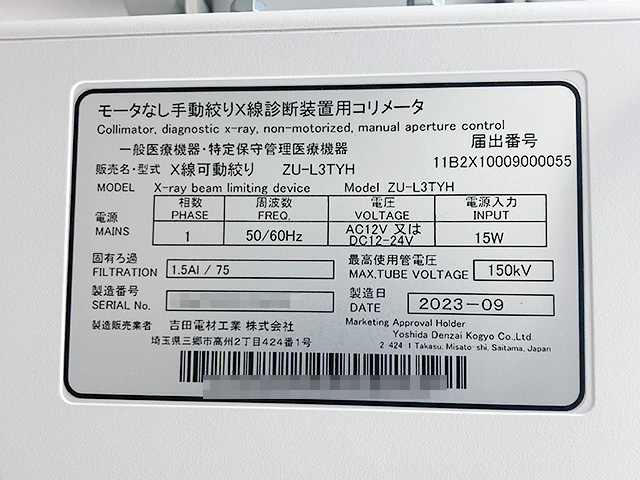 モータなし手動絞りX線診断装置用コリメータ
Collimator, diagnostic x-ray, non-motorized, manual aperture control
一般医療機器・特定保守管理医療機器
届出番号
11B2X10009000055
販売名・型式 X線可動絞り ZU-L3TYH
MODEL X-ray beam limiting device Model ZU-L3TYH
電源
MAINS
相数 周波数 電圧 電源入力
PHASE FREQ. VOLTAGE INPUT
1 50/60Hz AC12V 又は DC12-24V 15W
固有ろ過
FILTRATION 1.5Al / 75
最高使用管電圧
MAX.TUBE VOLTAGE 150kV
製造番号
SERIAL No.
製造日
DATE 2023-09
製造販売業者 吉田電材工業 株式会社
埼玉県三郷市高州2丁目424番1号
Marketing Approval Holder
Yoshida Denzai Kogyo Co.,Ltd.
2-424-1 Takasu, Misato-shi, Saitama, Japan